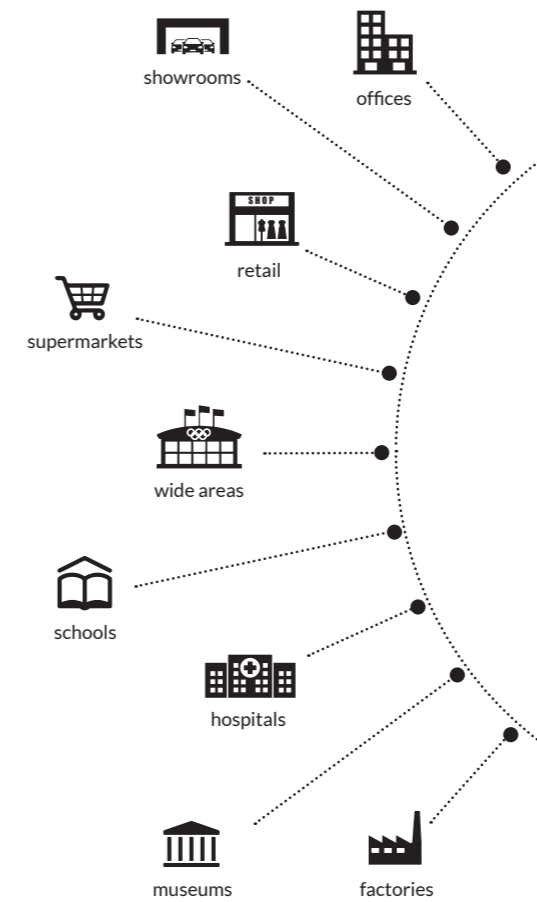 showrooms
offices
SHOP
retail
supermarkets
wide areas
schools
hospitals
museums
factories